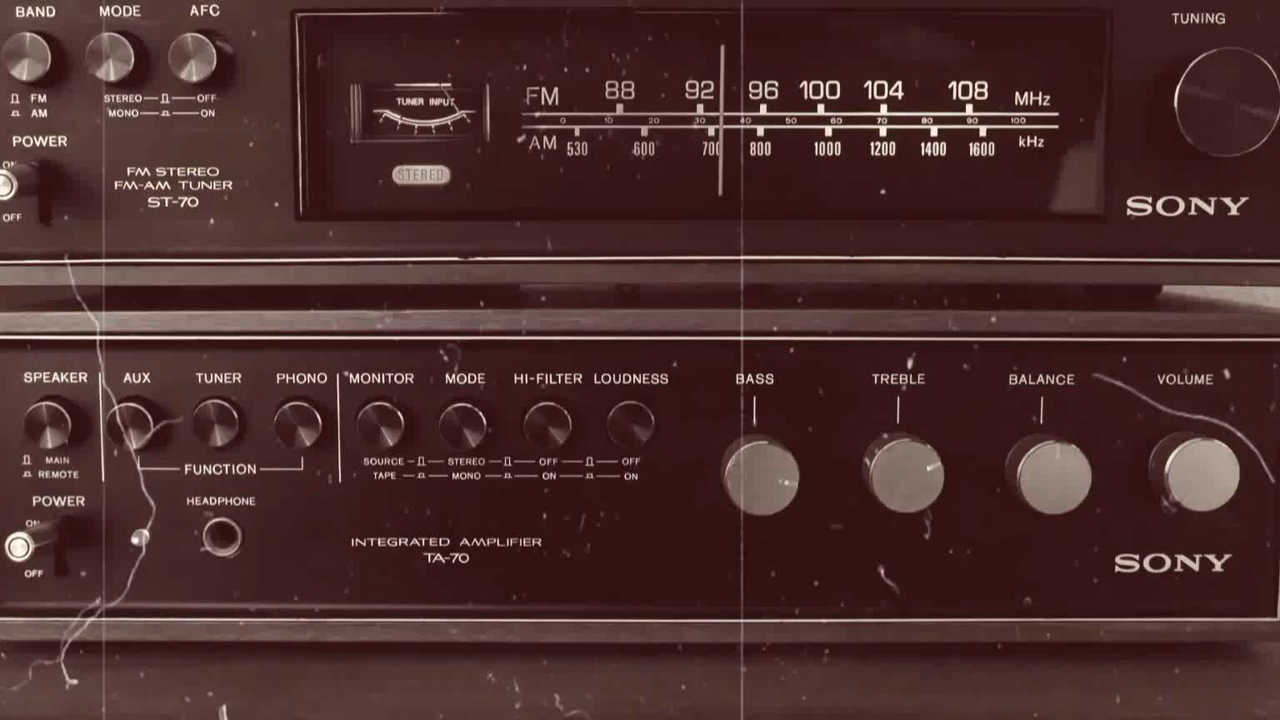 BAND MODE AFC
FM
AM
STEREO OFF
MONO ON
POWER
ON
OFF
FM STEREO
FM-AM TUNER
ST-70
TUNER INPUT
STEREO
FM 88 92 96 100 104 108 MHz
0 10 20 30 40 50 60 70 80 90 100
AM 530 600 700 800 1000 1200 1400 1600 kHz
TUNING
SONY
SPEAKER AUX TUNER PHONO MONITOR MODE HI-FILTER LOUDNESS BASS TREBLE BALANCE VOLUME
MAIN
REMOTE
FUNCTION
SOURCE STEREO OFF OFF
TAPE MONO ON ON
POWER
ON
OFF
HEADPHONE
INTEGRATED AMPLIFIER
TA-70
SONY